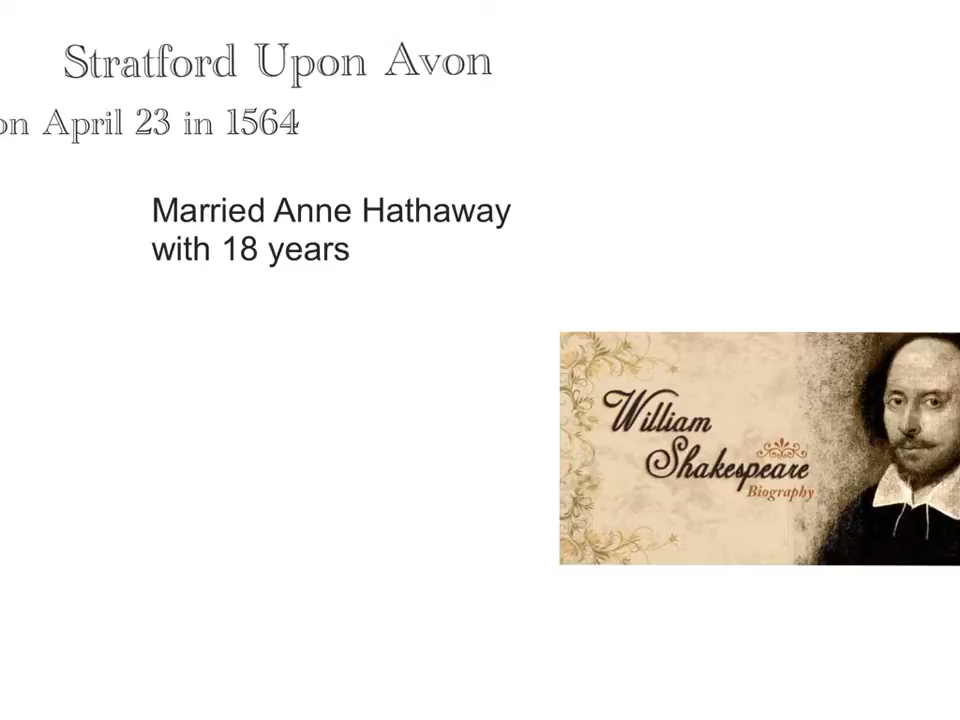 Stratford Upon Avon
on April 23 in 1564
Married Anne Hathaway
with 18 years
William
Shakespeare
Biography